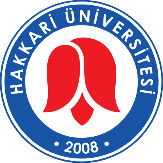 HAKKARİ ÜNİVERSİTESİ
• 2008 •